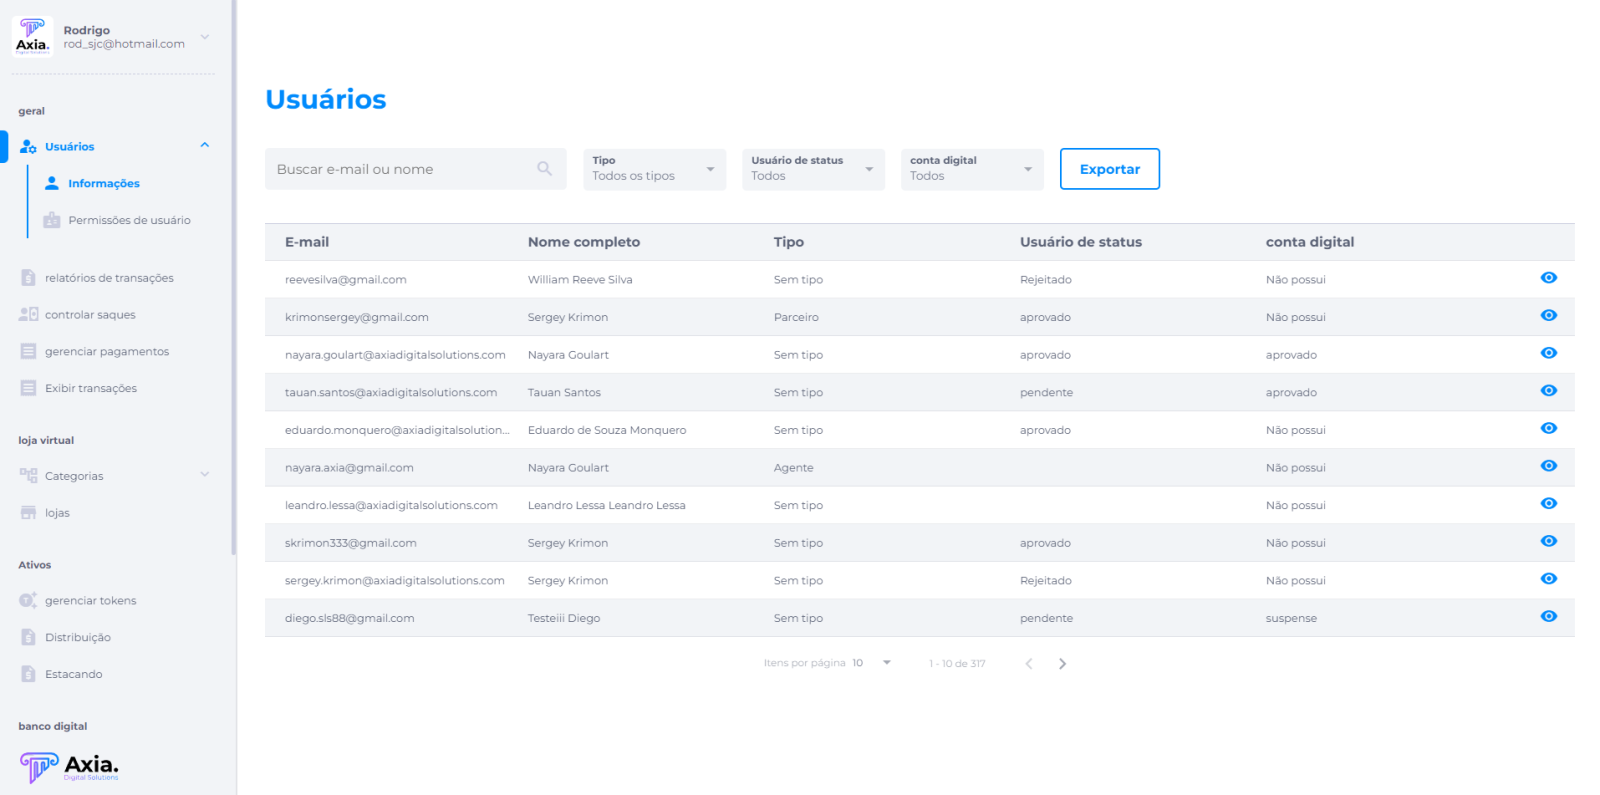 Axia.
Digital Solutions
Rodrigo
rod_sjc@hotmail.com
geral
Usuários
Informações
Permissões de usuário
relatórios de transações
controlar saques
gerenciar pagamentos
Exibir transações
loja virtual
Categorias
lojas
Ativos
gerenciar tokens
Distribuição
Estacando
banco digital
Axia.
Digital Solutions
Usuários
Buscar e-mail ou nome
Tipo
Todos os tipos
Usuário de status
Todos
conta digital
Todos
Exportar
E-mail Nome completo Tipo Usuário de status conta digital
reevesilva@gmail.com William Reeve Silva Sem tipo Rejeitado Não possui
krimonsergey@gmail.com Sergey Krimon Parceiro aprovado Não possui
nayara.goulart@axiadigitalsolutions.com Nayara Goulart Sem tipo aprovado aprovado
tauan.santos@axiadigitalsolutions.com Tauan Santos Sem tipo pendente aprovado
eduardo.monquero@axiadigitalsolution... Eduardo de Souza Monquero Sem tipo aprovado Não possui
nayara.axia@gmail.com Nayara Goulart Agente Não possui
leandro.lessa@axiadigitalsolutions.com Leandro Lessa Leandro Lessa Sem tipo Não possui
skrimon333@gmail.com Sergey Krimon Sem tipo aprovado Não possui
sergey.krimon@axiadigitalsolutions.com Sergey Krimon Sem tipo Rejeitado Não possui
diego.sls88@gmail.com Testeiii Diego Sem tipo pendente suspense
Itens por página 10 1 - 10 de 317